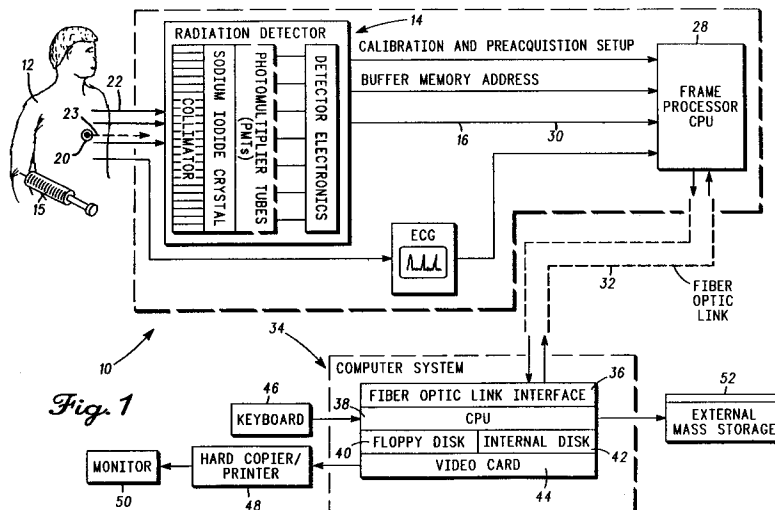 RADIATION DETECTOR
14
28
12
22
23
20
15
COLLIMATOR
SODIUM IODIDE CRYSTAL
PHOTOMULTIPLIER TUBES
(PMTs)
DETECTOR ELECTRONICS
CALIBRATION AND PREACQUISTION SETUP
BUFFER MEMORY ADDRESS
16
30
FRAME
PROCESSOR
CPU
ECG
32
FIBER
OPTIC
LINK
10
34
Fig. 1
COMPUTER SYSTEM
36
FIBER OPTIC LINK INTERFACE
46
KEYBOARD
38
CPU
52
EXTERNAL
MASS STORAGE
40
FLOPPY DISK
INTERNAL DISK
42
VIDEO CARD
44
MONITOR
50
HARD COPIER/
PRINTER
48